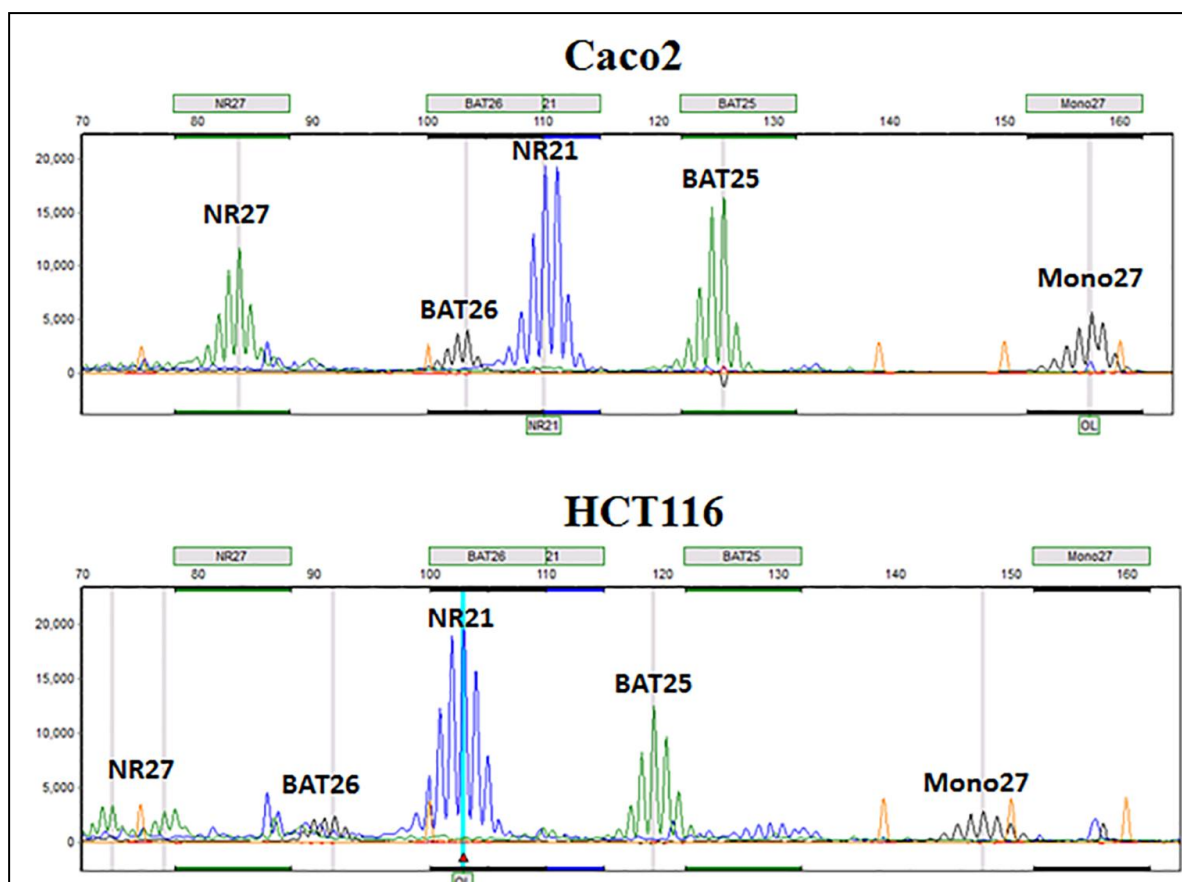 Caco2
NR27 BAT26 21 BAT25 Mono27
70 80 90 100 110 120 130 140 150 160
20,000
NR21
BAT25
15,000
NR27
10,000
Mono27
BAT26
5,000
0
NR21 OL
HCT116
NR27 BAT26 21 BAT25 Mono27
70 80 90 100 110 120 130 140 150 160
20,000
NR21
15,000
BAT25
10,000
5,000
NR27
BAT26
Mono27
0
OL